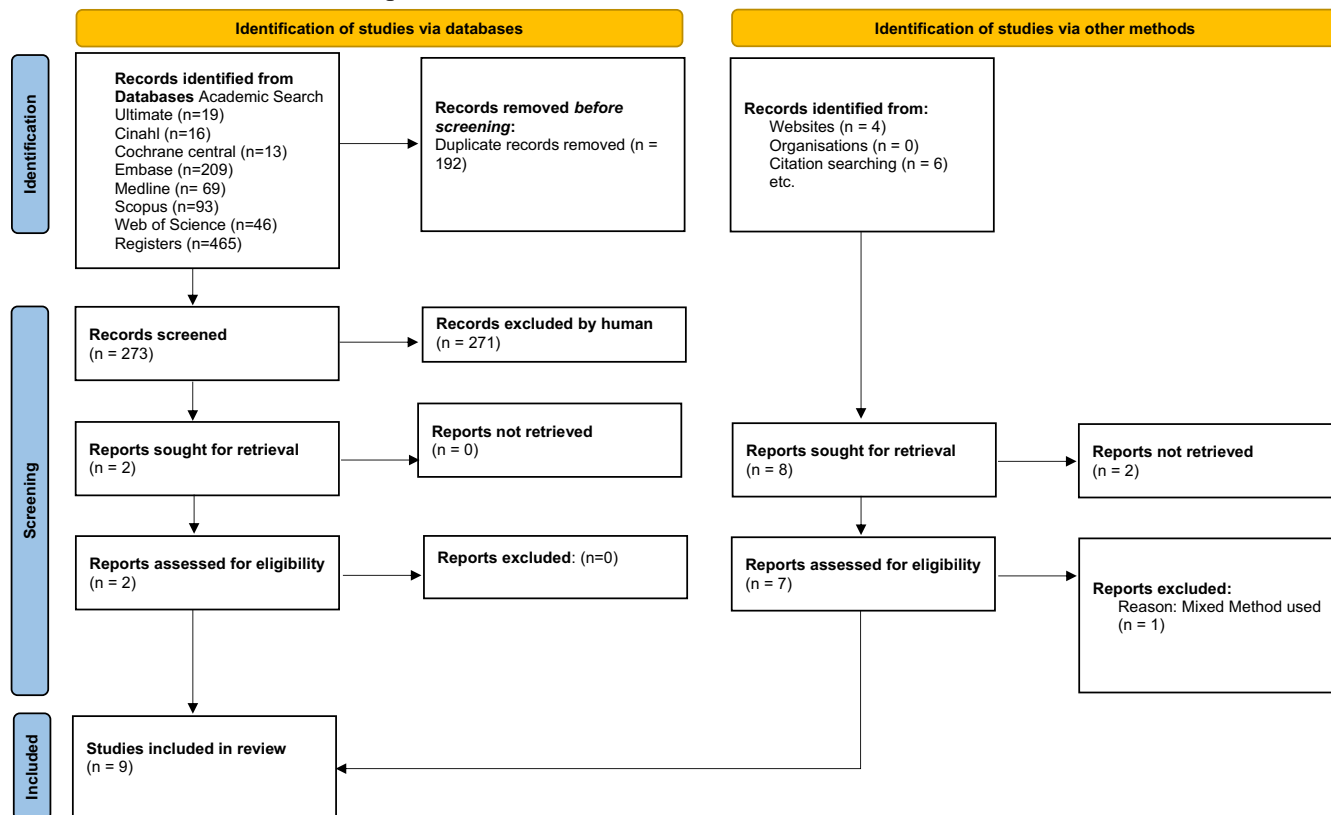 Identification of studies via databases
Identification of studies via other methods
Identification
Records identified from
Databases Academic Search
Ultimate (n=19)
Cinahl (n=16)
Cochrane central (n=13)
Embase (n=209)
Medline (n= 69)
Scopus (n=93)
Web of Science (n=46)
Registers (n=465)
Records removed before
screening:
Duplicate records removed (n =
192)
Records identified from:
Websites (n = 4)
Organisations (n = 0)
Citation searching (n = 6)
etc.
Screening
Records screened
(n = 273)
Records excluded by human
(n = 271)
Reports sought for retrieval
(n = 2)
Reports not retrieved
(n = 0)
Reports sought for retrieval
(n = 8)
Reports not retrieved
(n = 2)
Reports assessed for eligibility
(n = 2)
Reports excluded: (n=0)
Reports assessed for eligibility
(n = 7)
Reports excluded:
Reason: Mixed Method used
(n = 1)
Included
Studies included in review
(n = 9)